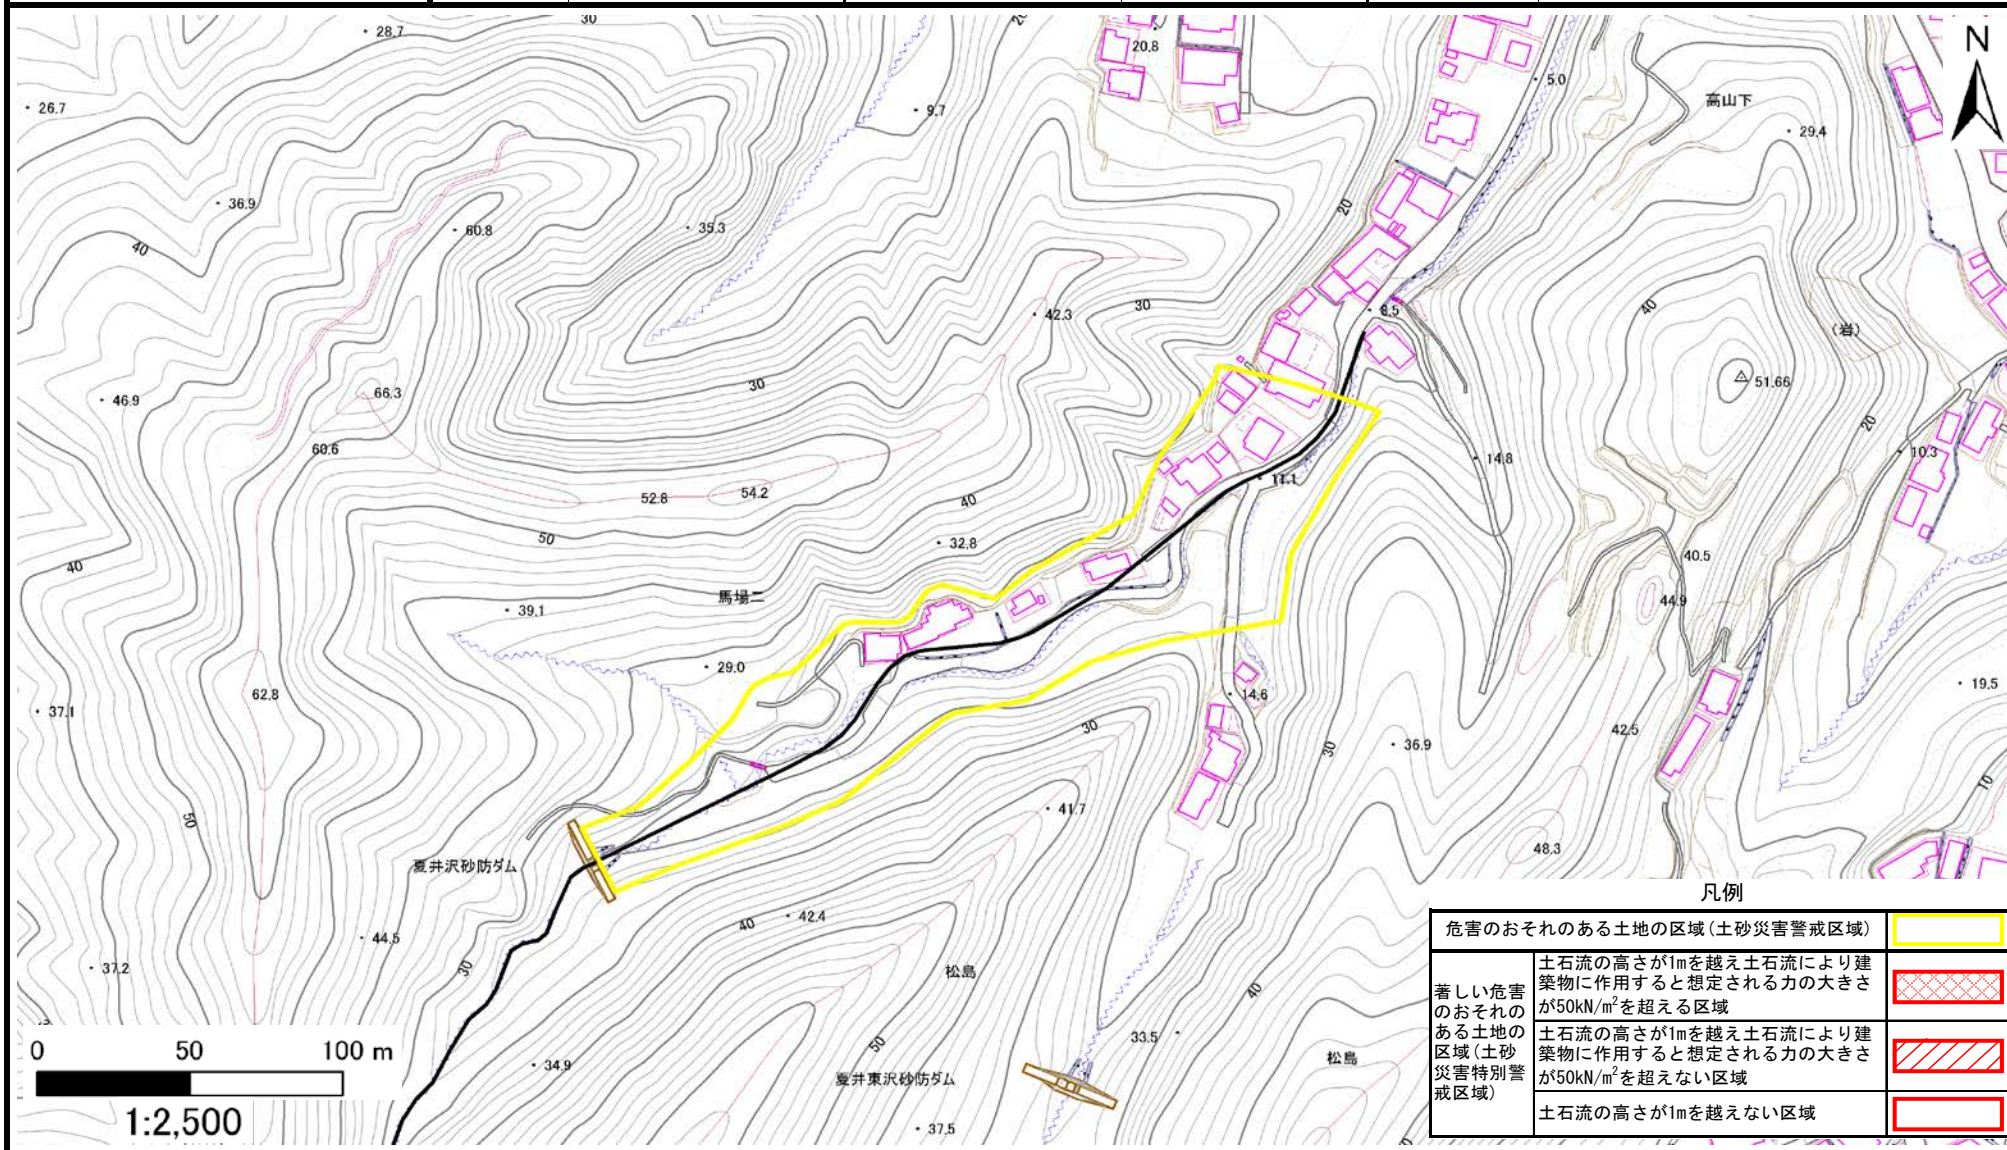 30
20
28.7
20.8
N
5.0
26.7
9.7
高山下
29.4
36.9
20
60.8
35.3
40
42.3
30
8.5
40
(岩)
30
66.3
51.66
46.9
20
60.6
14.8
10.3
11.1
52.8
54.2
40
50
32.8
40
40.5
馬場二
39.1
44.9
29.0
62.8
14.6
19.5
37.1
30
30
36.9
42.5
10
41.7
50
48.3
夏井沢砂防ダム
42.4
40
44.5
37.2
30
松島
40
33.5
50
松島
34.9
夏井東沢砂防ダム
37.5
0 50 100 m
1:2,500
凡例
危害のおそれのある土地の区域(土砂災害警戒区域)
著しい危害
のおそれの
ある土地の
区域(土砂
災害特別警
戒区域)
土石流の高さが1mを越え土石流により建
築物に作用すると想定される力の大きさ
が50kN/m²を超える区域
土石流の高さが1mを越え土石流により建
築物に作用すると想定される力の大きさ
が50kN/m²を超えない区域
土石流の高さが1mを越えない区域